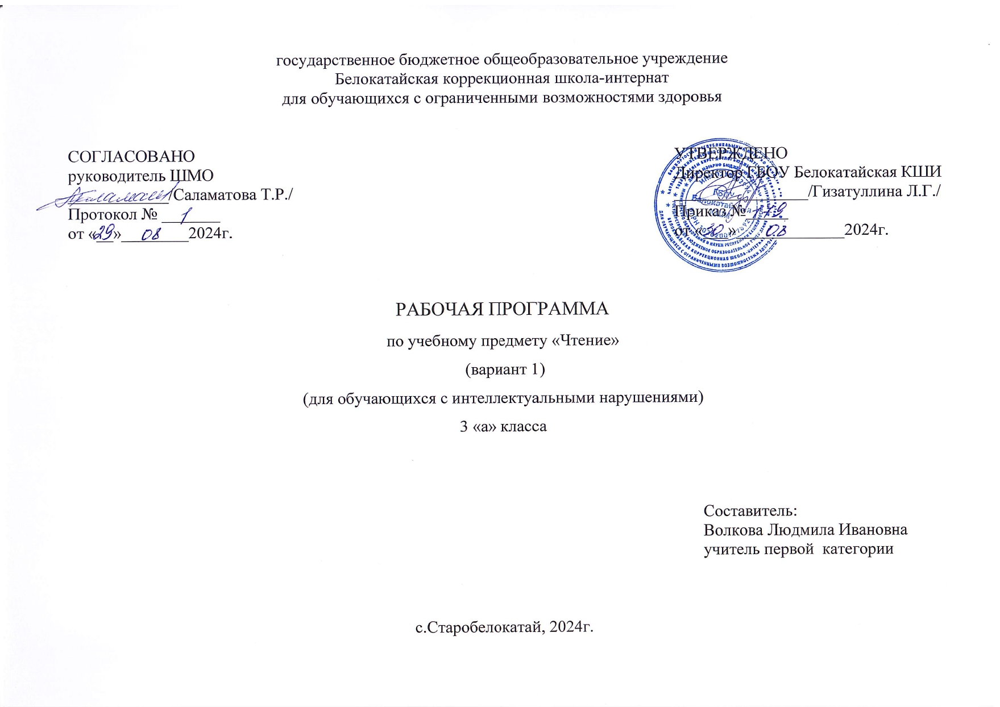 государственное бюджетное общеобразовательное учреждение
Белокатайская коррекционная школа-интернат
для обучающихся с ограниченными возможностями здоровья
СОГЛАСОВАНО
руководитель ШМО
/Саламатова Т.Р./
Протокол № 1
от «29» 08 2024г.
УТВЕРЖДЕНО
Директор ГБОУ Белокатайская КШИ
/Гизатуллина Л.Г./
Приказ № 179
от «30» 08 2024г.
РАБОЧАЯ ПРОГРАММА
по учебному предмету «Чтение»
(вариант 1)
(для обучающихся с интеллектуальными нарушениями)
3 «а» класса
Составитель:
Волкова Людмила Ивановна
учитель первой категории
с.Старобелокатай, 2024г.